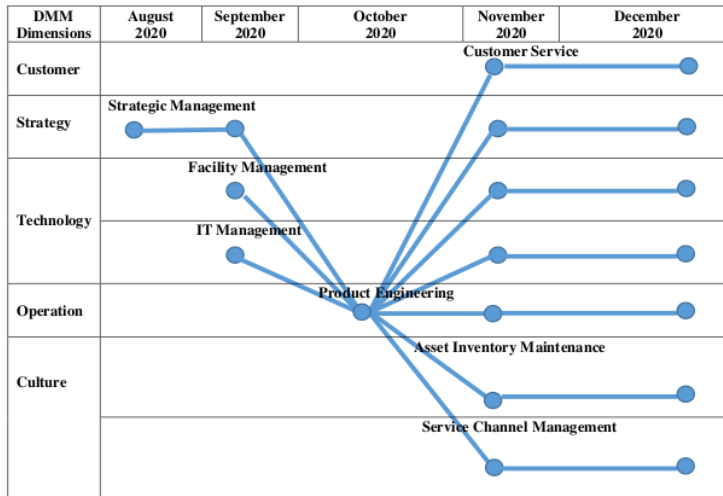 DMM Dimensions
August 2020
September 2020
October 2020
November 2020
December 2020
Customer
Customer Service
Strategy
Strategic Management
Technology
Facility Management
IT Management
Operation
Product Engineering
Culture
Asset Inventory Maintenance
Service Channel Management